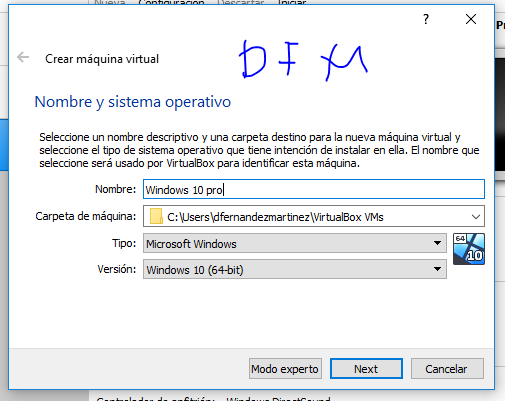 Nueva Configuración Descartar Iniciar
? ×
← Crear máquina virtual
DFM
Nombre y sistema operativo
Seleccione un nombre descriptivo y una carpeta destino para la nueva máquina virtual y
seleccione el tipo de sistema operativo que tiene intención de instalar en ella. El nombre que
seleccione será usado por VirtualBox para identificar esta máquina.
Nombre: Windows 10 pro
Carpeta de máquina: C:\Users\dfernandezmartinez\VirtualBox VMs
Tipo: Microsoft Windows
64
Versión: Windows 10 (64-bit)
10
Modo experto Next Cancelar
Controlador de anfitrión: Windows DirectSound